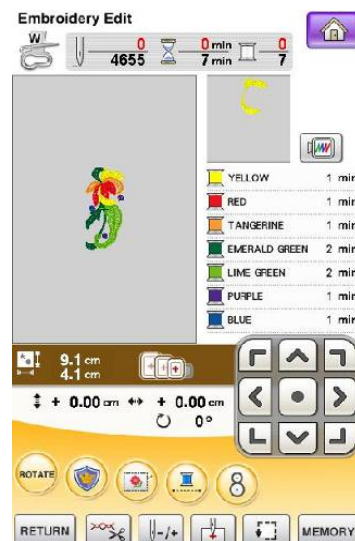 Embroidery Edit
W 0 0 min 0
4655 7 min 7
YELLOW 1 min
RED 1 min
TANGERINE 1 min
EMERALD GREEN 2 min
LIME GREEN 2 min
PURPLE 1 min
BLUE 1 min
9.1 cm
4.1 cm
+ 0.00 cm + 0.00 cm
0°
ROTATE 8
RETURN -/+ MEMORY